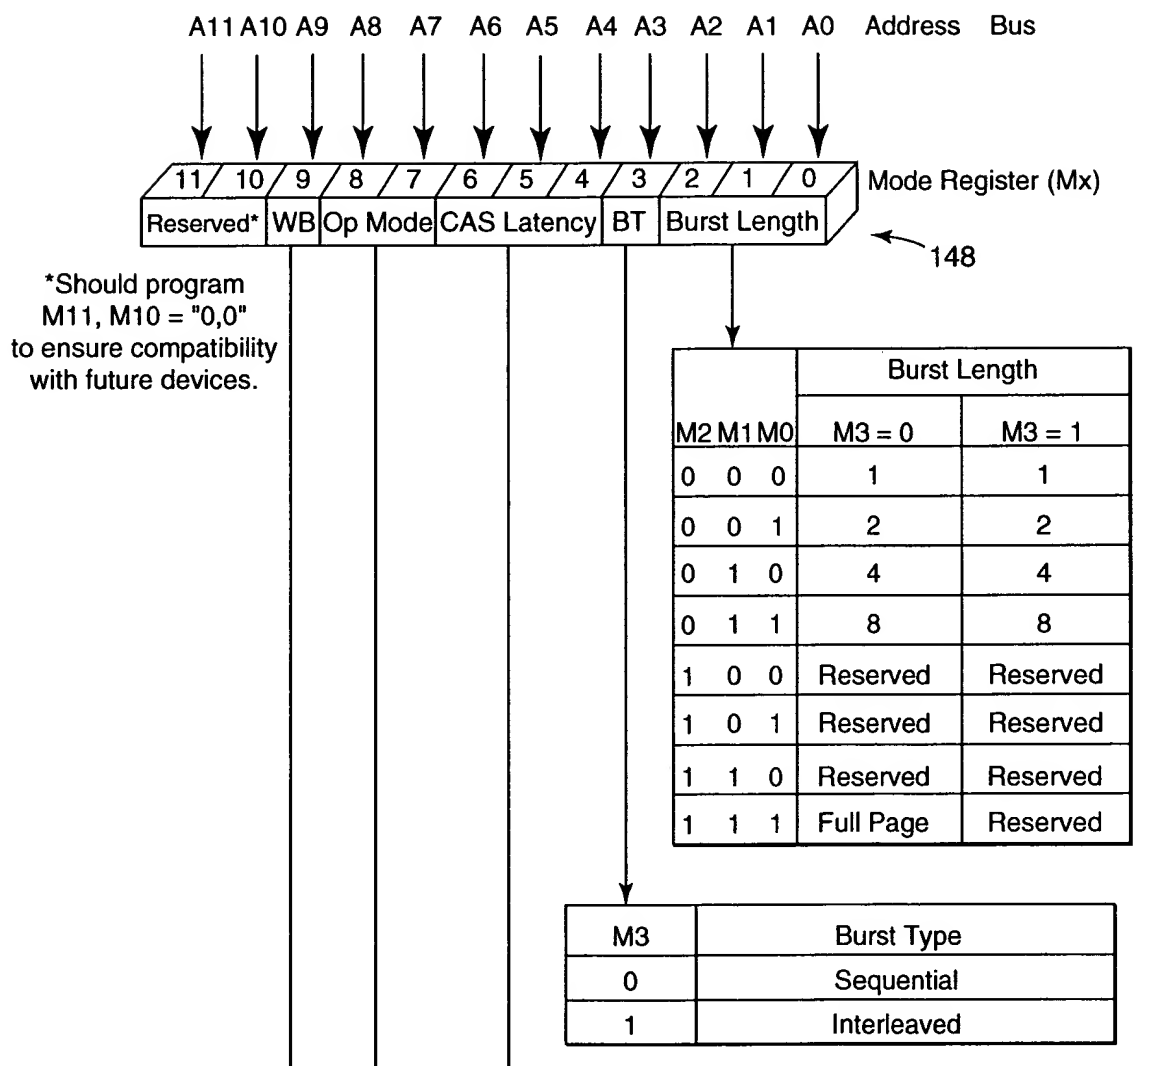 A11 A10 A9 A8 A7 A6 A5 A4 A3 A2 A1 A0 Address Bus
11 10 9 8 7 6 5 4 3 2 1 0 Mode Register (Mx)
Reserved* WB Op Mode CAS Latency BT Burst Length
148
*Should program
M11, M10 = "0,0"
to ensure compatibility
with future devices.
Burst Length
M2 M1 M0 M3 = 0 M3 = 1
0 0 0 1 1
0 0 1 2 2
0 1 0 4 4
0 1 1 8 8
1 0 0 Reserved Reserved
1 0 1 Reserved Reserved
1 1 0 Reserved Reserved
1 1 1 Full Page Reserved
M3 Burst Type
0 Sequential
1 Interleaved